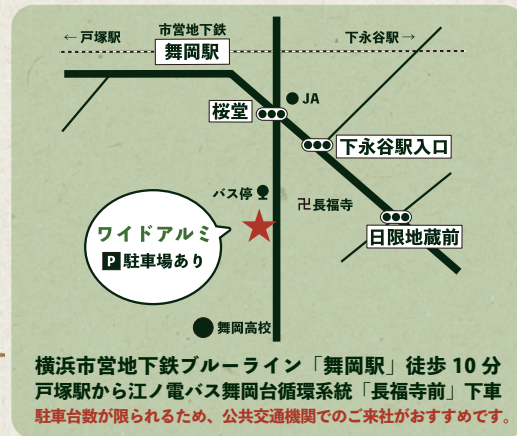 ← 戸塚駅
市営地下鉄
舞岡駅
下永谷駅 →
JA
桜堂
下永谷駅入口
バス停
卍長福寺
ワイドアルミ
P 駐車場あり
日限地蔵前
舞岡高校
横浜市営地下鉄ブルーライン「舞岡駅」徒歩 10 分
戸塚駅から江ノ電バス舞岡台循環系統「長福寺前」下車
駐車台数が限られるため、公共交通機関でのご来社がおすすめです。